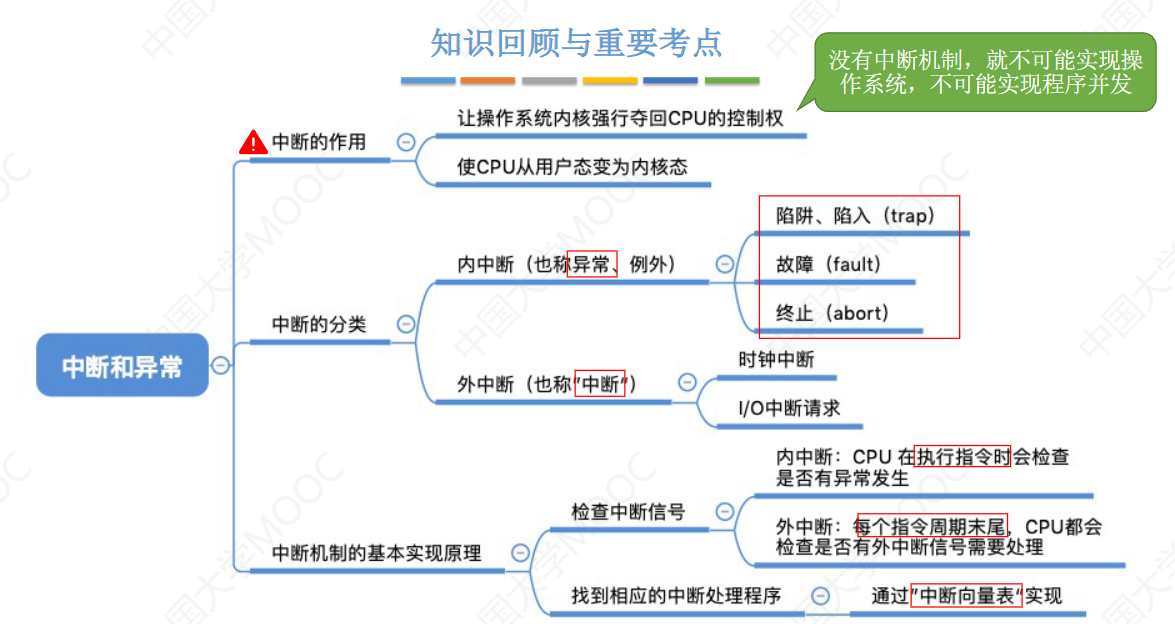 知识回顾与重要考点
没有中断机制，就不可能实现操
作系统，不可能实现程序并发
中断和异常
中断的作用
让操作系统内核强行夺回CPU的控制权
使CPU从用户态变为内核态
中断的分类
内中断（也称异常、例外）
陷阱、陷入（trap）
故障（fault）
终止（abort）
外中断（也称"中断"）
时钟中断
I/O中断请求
中断机制的基本实现原理
检查中断信号
内中断：CPU 在执行指令时会检查
是否有异常发生
外中断：每个指令周期末尾，CPU都会
检查是否有外中断信号需要处理
找到相应的中断处理程序
通过"中断向量表"实现
中国大学MOOC